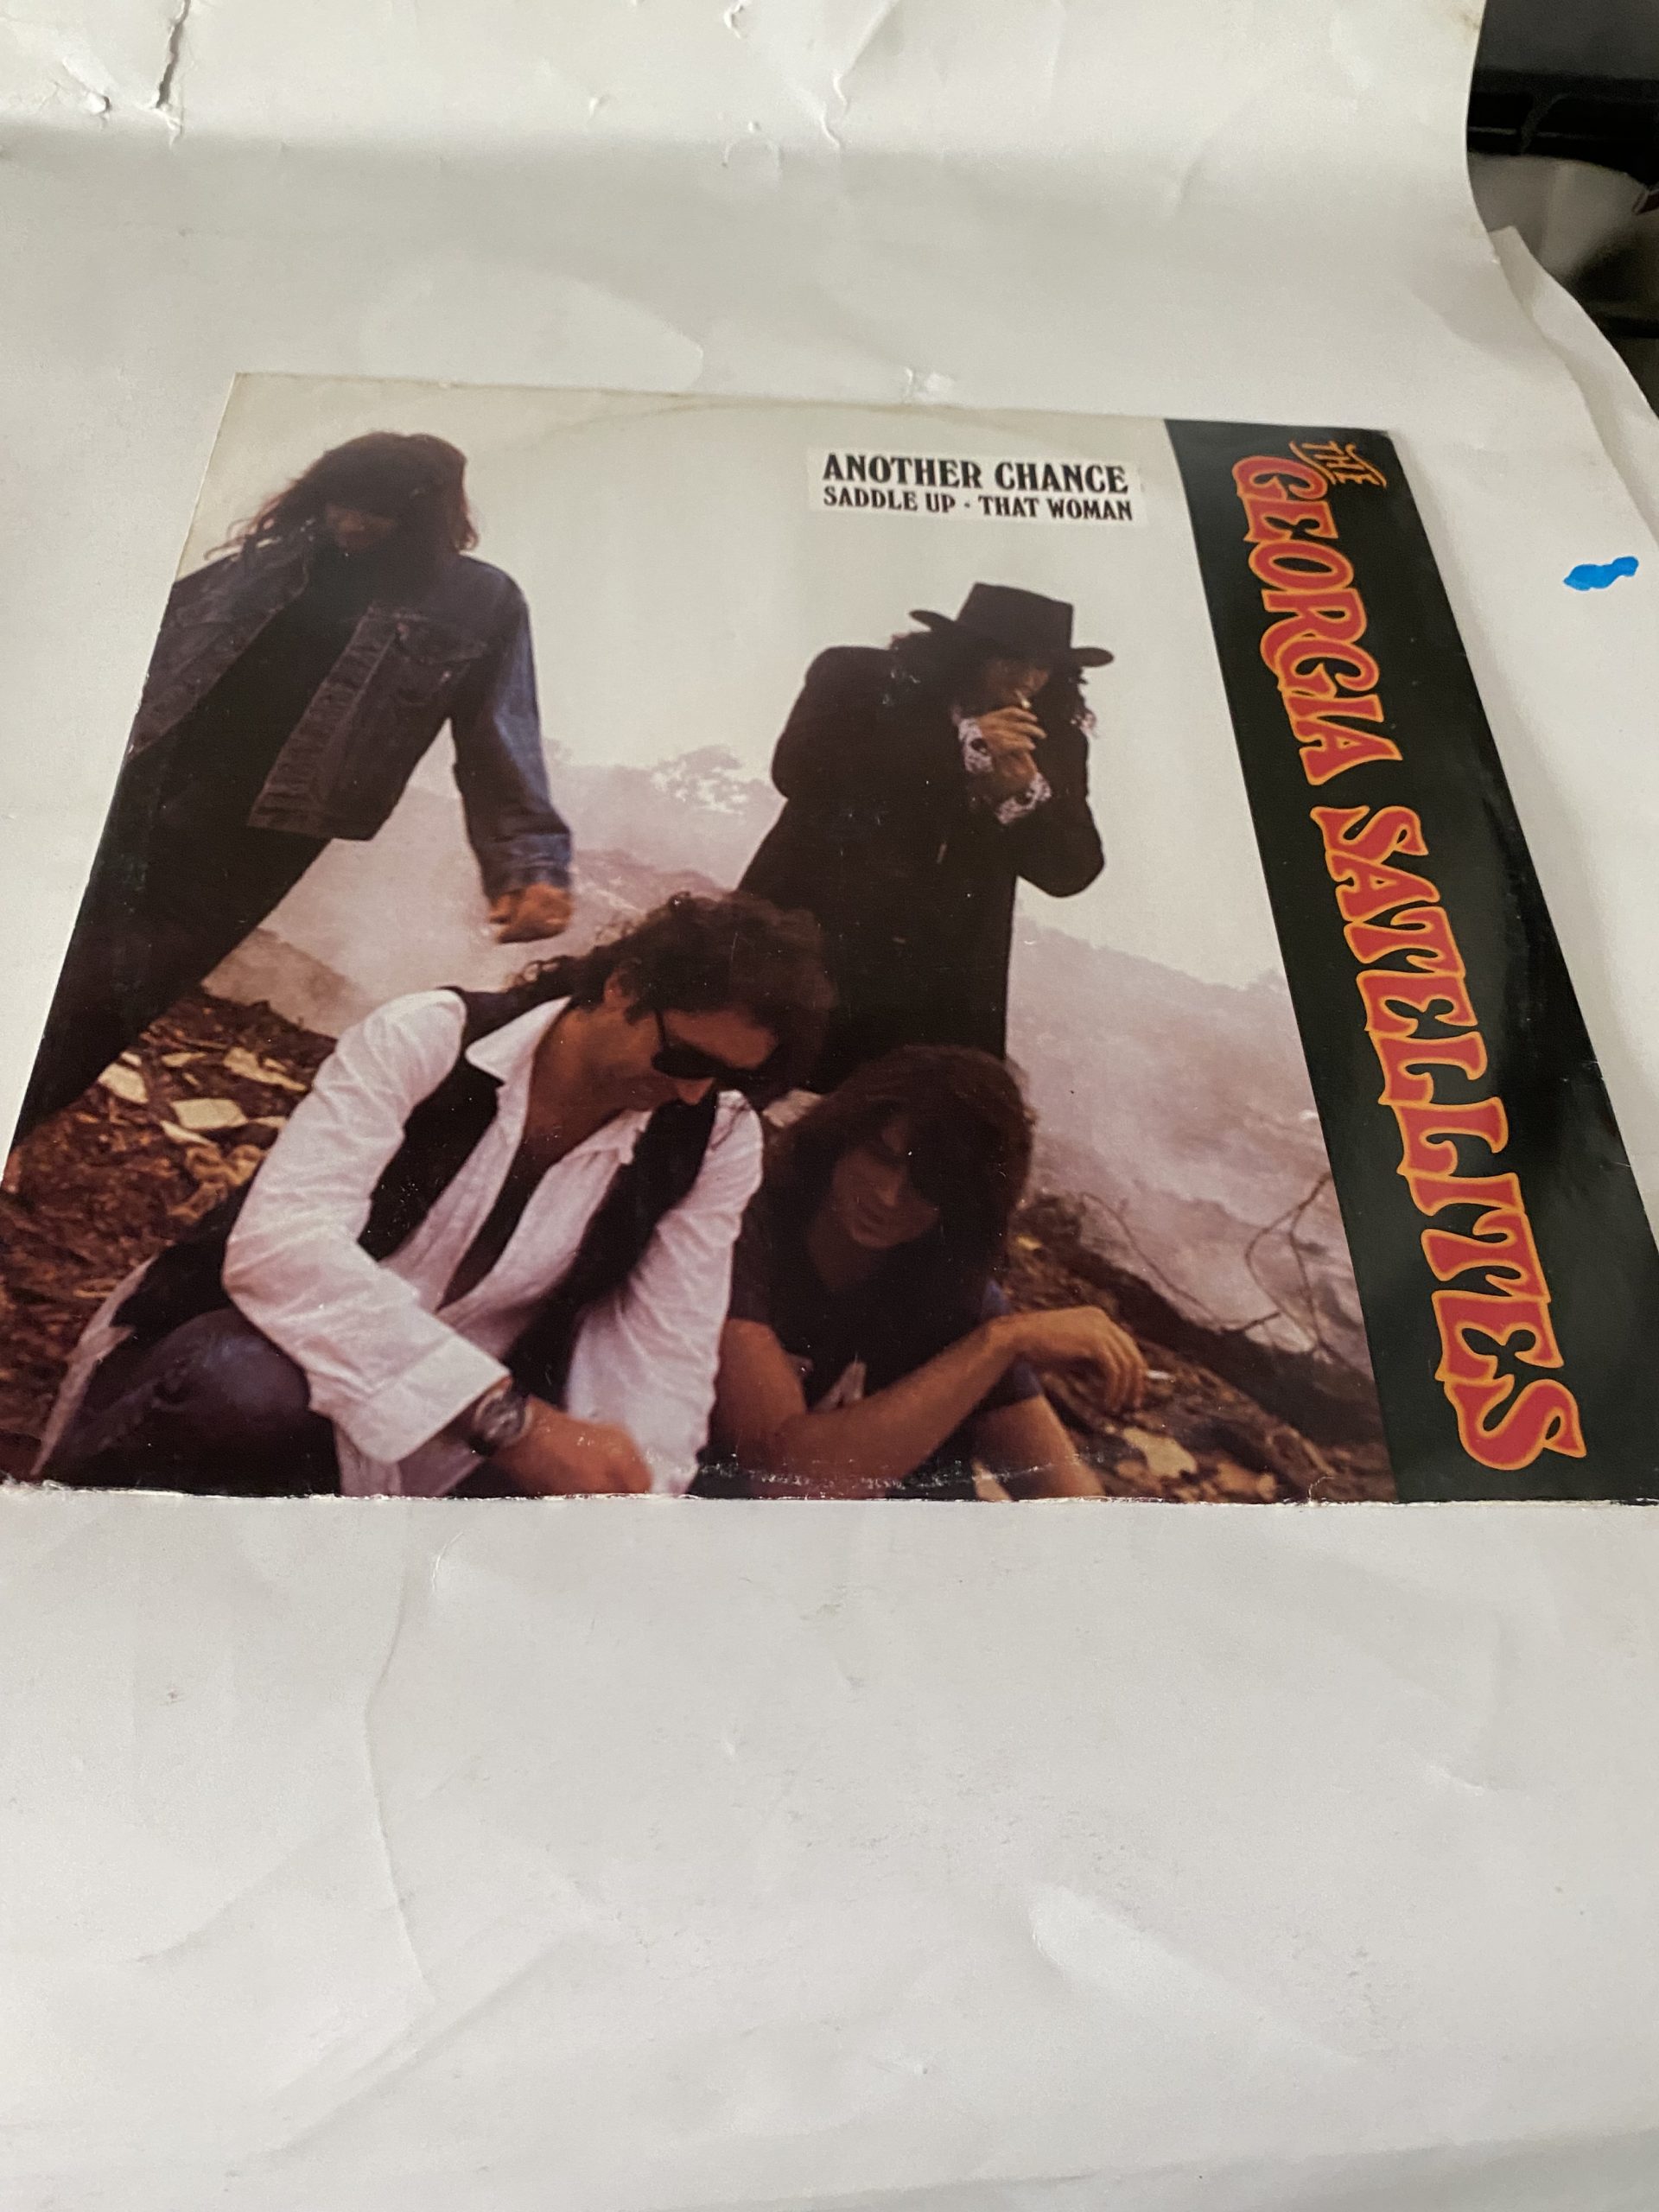 ANOTHER CHANCE
SADDLE UP · THAT WOMAN
THE
GEORGIA SATELLITES